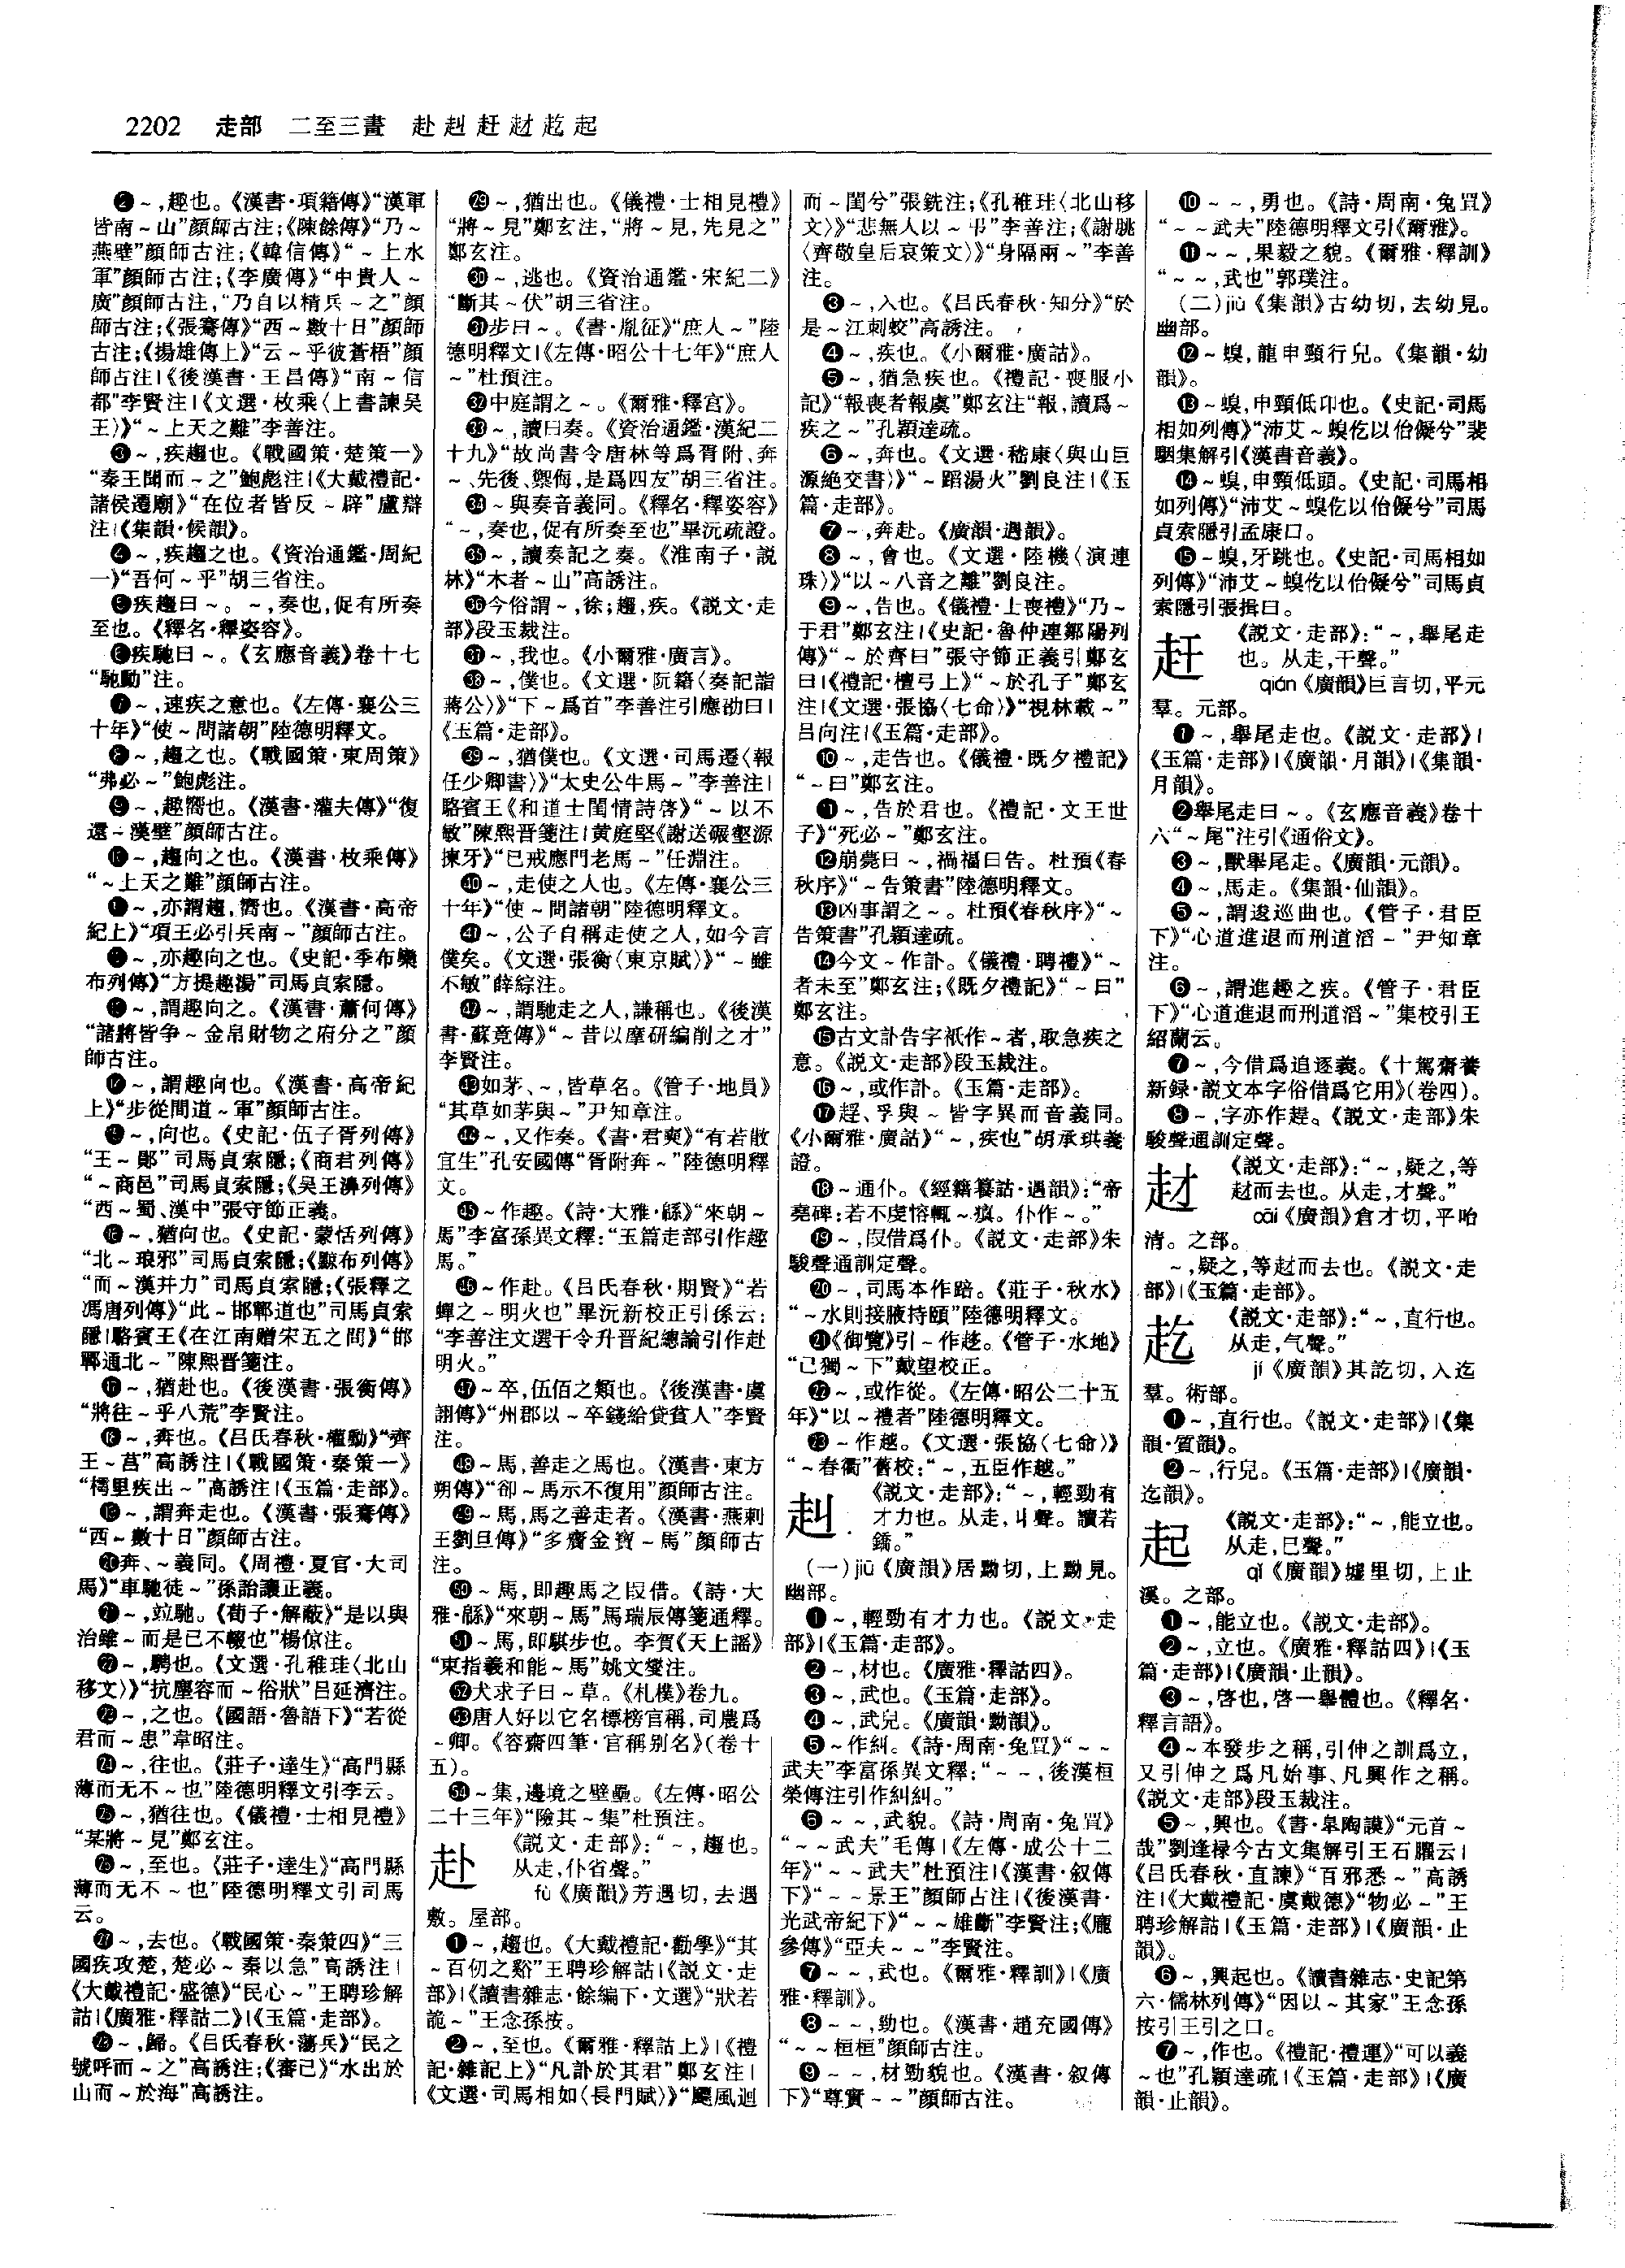 2202 走部 二至三畫 赴赳赶䞗趌起
❷～,趨也。《漢書·項籍傳》“漢軍
皆南～山”顏師古注;《陳餘傳》“乃～
燕壁”顏師古注;《韓信傳》“～上水
軍”顏師古注;《李廣傳》“中貴人～
廣”顏師古注,“乃自以精兵～之”顏
師古注;《張騫傳》“西～數十日”顏師
古注;《揚雄傳上》“云～乎彼蒼梧”顏
師古注|《後漢書·王昌傳》“南～信
都”李賢注|《文選·枚乘〈上書諫吳
王〉》“～上天之難”李善注。
❸～,疾趨也。《戰國策·楚策一》
“秦王聞而～之”鮑彪注|《大戴禮記·
諸侯遷廟》“在位者皆反～辟”盧辯
注|《集韻·候韻》。
❹～,疾趨之也。《資治通鑑·周紀
一》“吾何～乎”胡三省注。
❺疾趨曰～。～,奏也,促有所奏
至也。《釋名·釋姿容》。
❻疾馳曰～。《玄應音義》卷十七
“馳動”注。
❼～,速疾之意也。《左傳·襄公三
十年》“使～問諸朝”陸德明釋文。
❽～,趨之也。《戰國策·東周策》
“弗必～”鮑彪注。
❾～,趣嚮也。《漢書·灌夫傳》“復
還～漢壁”顏師古注。
❿～,趨向之也。《漢書·枚乘傳》
“～上天之難”顏師古注。
⓫～,亦謂趨,嚮也。《漢書·高帝
紀上》“項王必引兵南～”顏師古注。
⓬～,亦趣向之也。《史記·季布欒
布列傳》“方提趣湯”司馬貞索隱。
⓭～,謂趣向之。《漢書·蕭何傳》
“諸將皆争～金帛財物之府分之”顏
師古注。
⓮～,謂趣向也。《漢書·高帝紀
上》“步從間道～軍”顏師古注。
⓯～,向也。《史記·伍子胥列傳》
“王～鄖”司馬貞索隱;《商君列傳》
“～商邑”司馬貞索隱;《吴王濞列傳》
“西～蜀、漢中”張守節正義。
⓰～,猶向也。《史記·蒙恬列傳》
“北～琅邪”司馬貞索隱;《黥布列傳》
“而～漢并力”司馬貞索隱;《張釋之
馮唐列傳》“此～邯鄲道也”司馬貞索
隱|駱賓王《在江南贈宋五之問》“邯
鄲通北～”陳熙晋箋注。
⓱～,猶赴也。《後漢書·張衡傳》
“將往～乎八荒”李賢注。
⓲～,奔也。《吕氏春秋·權勳》“齊
王～莒”高誘注|《戰國策·秦策一》
“樗里疾出～”高誘注|《玉篇·走部》。
⓳～,謂奔走也。《漢書·張騫傳》
“西～數十日”顏師古注。
⓴奔、～義同。《周禮·夏官·大司
馬》“車馳徒～”孫詒讓正義。
㉑～,竝馳。《荀子·解蔽》“是以與
治雖～而是已不輟也”楊倞注。
㉒～,騁也。《文選·孔稚珪〈北山
移文〉》“抗塵容而～俗狀”吕延濟注。
㉓～,之也。《國語·魯語下》“若從
君而～患”韋昭注。
㉔～,往也。《莊子·達生》“高門縣
薄而无不～也”陸德明釋文引李云。
㉕～,猶往也。《儀禮·士相見禮》
“某將～見”鄭玄注。
㉖～,至也。《莊子·達生》“高門縣
薄而无不～也”陸德明釋文引司馬
云。
㉗～,去也。《戰國策·秦策四》“三
國疾攻楚,楚必～秦以急”高誘注|
《大戴禮記·盛德》“民心～”王聘珍解
詁|《廣雅·釋詁二》|《玉篇·走部》。
㉘～,歸。《吕氏春秋·蕩兵》“民之
號呼而～之”高誘注;《審己》“水出於
山而～於海”高誘注。
㉙～,猶出也。《儀禮·士相見禮》
“將～見”鄭玄注,“將～見,先見之”
鄭玄注。
㉚～,逃也。《資治通鑑·宋紀二》
“斷其～伏”胡三省注。
㉛步曰～。《書·胤征》“庶人～”陸
德明釋文|《左傳·昭公十七年》“庶人
～”杜預注。
㉜中庭謂之～。《爾雅·釋宫》。
㉝～,讀曰奏。《資治通鑑·漢紀二
十九》“故尚書令唐林等爲胥附、奔
～、先後、禦侮,是爲四友”胡三省注。
㉞～與奏音義同。《釋名·釋姿容》
“～,奏也,促有所奏至也”畢沅疏證。
㉟～,讀奏記之奏。《淮南子·説
林》“木者～山”高誘注。
㊱今俗謂～,徐;趨,疾。《説文·走
部》段玉裁注。
㊲～,我也。《小爾雅·廣言》。
㊳～,僕也。《文選·阮籍〈奏記詣
蔣公〉》“下～爲首”李善注引應劭曰|
《玉篇·走部》。
㊴～,猶僕也。《文選·司馬遷〈報
任少卿書〉》“太史公牛馬～”李善注|
駱賓王《和道士閨情詩啓》“～以不
敏”陳熙晋箋注|黄庭堅《謝送碾壑源
揀牙》“已戒應門老馬～”任淵注。
㊵～,走使之人也。《左傳·襄公三
十年》“使～問諸朝”陸德明釋文。
㊶～,公子自稱走使之人,如今言
僕矣。《文選·張衡〈東京賦〉》“～雖
不敏”薛綜注。
㊷～,謂馳走之人,謙稱也。《後漢
書·蘇竟傳》“～昔以摩研編削之才”
李賢注。
㊸如茅、～,皆草名。《管子·地員》
“其草如茅與～”尹知章注。
㊹～,又作奏。《書·君奭》“有若散
宜生”孔安國傳“胥附奔～”陸德明釋
文。
㊺～作趣。《詩·大雅·緜》“來朝～
馬”李富孫異文釋:“玉篇走部引作趣
馬。”
㊻～作赴。《吕氏春秋·期賢》“若
蟬之～明火也”畢沅新校正引孫云:
“李善注文選干令升晋紀總論引作赴
明火。”
㊼～卒,伍佰之類也。《後漢書·虞
詡傳》“州郡以～卒錢給貸貧人”李賢
注。
㊽～馬,善走之馬也。《漢書·東方
朔傳》“卻～馬示不復用”顏師古注。
㊾～馬,馬之善走者。《漢書·燕剌
王劉旦傳》“多齎金寶～馬”顏師古
注。
㊿～馬,即趣馬之叚借。《詩·大
雅·緜》“來朝～馬”馬瑞辰傳箋通釋。
51～馬,即騏步也。李賀《天上謡》
“東指羲和能～馬”姚文燮注。
52犬求子曰～草。《札樸》卷九。
53唐人好以它名標榜官稱,司農爲
～卿。《容齋四筆·官稱别名》(卷十
五)。
54～集,邊境之壁壘。《左傳·昭公
二十三年》“險其～集”杜預注。
赴 《説文·走部》:“～,趨也。
从走,仆省聲。”
fù《廣韻》芳遇切,去遇
敷。屋部。
❶～,趨也。《大戴禮記·勸學》“其
～百仞之谿”王聘珍解詁|《説文·走
部》|《讀書雜志·餘編下·文選》“狀若
詭～”王念孫按。
❷～,至也。《爾雅·釋詁上》|《禮
記·雜記上》“凡訃於其君”鄭玄注|
《文選·司馬相如〈長門賦〉》“飄風迴
而～閨兮”張銑注;《孔稚珪〈北山移
文〉》“悲無人以～弔”李善注;《謝朓
〈齊敬皇后哀策文〉》“身隔兩～”李善
注。
❸～,入也。《吕氏春秋·知分》“於
是～江刺蛟”高誘注。
❹～,疾也。《小爾雅·廣詁》。
❺～,猶急疾也。《禮記·喪服小
記》“報喪者報虞”鄭玄注“報,讀爲～
疾之～”孔穎達疏。
❻～,奔也。《文選·嵇康〈與山巨
源絶交書〉》“～蹈湯火”劉良注|《玉
篇·走部》。
❼～,奔赴。《廣韻·遇韻》。
❽～,會也。《文選·陸機〈演連
珠〉》“以～八音之離”劉良注。
❾～,告也。《儀禮·士喪禮》“乃～
于君”鄭玄注|《史記·魯仲連鄒陽列
傳》“～於齊曰”張守節正義引鄭玄
曰|《禮記·檀弓上》“～於孔子”鄭玄
注|《文選·張協〈七命〉》“視林載～”
吕向注|《玉篇·走部》。
❿～,走告也。《儀禮·既夕禮記》
“～曰”鄭玄注。
⓫～,告於君也。《禮記·文王世
子》“死必～”鄭玄注。
⓬崩薨曰～,禍福曰告。杜預《春
秋序》“～告策書”陸德明釋文。
⓭凶事謂之～。杜預《春秋序》“～
告策書”孔穎達疏。
⓮今文～作訃。《儀禮·聘禮》“～
者未至”鄭玄注;《既夕禮記》“～曰”
鄭玄注。
⓯古文訃告字衹作～者,取急疾之
意。《説文·走部》段玉裁注。
⓰～,或作訃。《玉篇·走部》。
⓱䟔、孚與～皆字異而音義同。
《小爾雅·廣詁》“～,疾也”胡承珙義
證。
⓲～通仆。《經籍籑詁·遇韻》:“帝
堯碑:若不虔恪輒～瘨。仆作～。”
⓳～,叚借爲仆。《説文·走部》朱
駿聲通訓定聲。
⓴～,司馬本作踣。《莊子·秋水》
“～水則接腋持頤”陸德明釋文。
㉑《御覽》引～作趁。《管子·水地》
“己獨～下”戴望校正。
㉒～,或作從。《左傳·昭公二十五
年》“以～禮者”陸德明釋文。
㉓～作越。《文選·張協〈七命〉》
“～春衢”舊校:“～,五臣作越。”
赳 《説文·走部》:“～,輕勁有
才力也。从走,丩聲。讀若
鐈。”
(一)jiū《廣韻》居黝切,上黝見。
幽部。
❶～,輕勁有才力也。《説文·走
部》|《玉篇·走部》。
❷～,材也。《廣雅·釋詁四》。
❸～,武也。《玉篇·走部》。
❹～,武皃。《廣韻·黝韻》。
❺～作糾。《詩·周南·兔罝》“～～
武夫”李富孫異文釋:“～～,後漢桓
榮傳注引作糾糾。”
❻～～,武貌。《詩·周南·兔罝》
“～～武夫”毛傳|《左傳·成公十二
年》“～～武夫”杜預注|《漢書·叙傳
下》“～～景王”顏師古注|《後漢書·
光武帝紀下》“～～雄斷”李賢注;《龐
參傳》“亞夫～～”李賢注。
❼～～,武也。《爾雅·釋訓》|《廣
雅·釋訓》。
❽～～,勁也。《漢書·趙充國傳》
“～～桓桓”顏師古注。
❾～～,材勁貌也。《漢書·叙傳
下》“尊實～～”顏師古注。
❿～～,勇也。《詩·周南·兔罝》
“～～武夫”陸德明釋文引《爾雅》。
⓫～～,果毅之貌。《爾雅·釋訓》
“～～,武也”郭璞注。
(二)jiù《集韻》古幼切,去幼見。
幽部。
⓬～螑,龍申頸行皃。《集韻·幼
韻》。
⓭～螑,申頸低卬也。《史記·司馬
相如列傳》“沛艾～螑仡以佁儗兮”裴
駰集解引《漢書音義》。
⓮～螑,申頸低頭。《史記·司馬相
如列傳》“沛艾～螑仡以佁儗兮”司馬
貞索隱引孟康曰。
⓯～螑,牙跳也。《史記·司馬相如
列傳》“沛艾～螑仡以佁儗兮”司馬貞
索隱引張揖曰。
赶 《説文·走部》:“～,舉尾走
也。从走,干聲。”
qián《廣韻》巨言切,平元
羣。元部。
❶～,舉尾走也。《説文·走部》|
《玉篇·走部》|《廣韻·月韻》|《集韻·
月韻》。
❷舉尾走曰～。《玄應音義》卷十
六“～尾”注引《通俗文》。
❸～,獸舉尾走。《廣韻·元韻》。
❹～,馬走。《集韻·仙韻》。
❺～,謂逡巡曲也。《管子·君臣
下》“心道進退而刑道滔～”尹知章
注。
❻～,謂進趣之疾。《管子·君臣
下》“心道進退而刑道滔～”集校引王
紹蘭云。
❼～,今借爲追逐義。《十駕齋養
新録·説文本字俗借爲它用》(卷四)。
❽～,字亦作趕。《説文·走部》朱
駿聲通訓定聲。
䞗 《説文·走部》:“～,疑之,等
䞗而去也。从走,才聲。”
cāi《廣韻》倉才切,平咍
清。之部。
～,疑之,等䞗而去也。《説文·走
部》|《玉篇·走部》。
《説文·走部》:“～,直行也。
从走,气聲。”
jí《廣韻》其訖切,入迄
羣。術部。
❶～,直行也。《説文·走部》|《集
韻·質韻》。
❷～,行皃。《玉篇·走部》|《廣韻·
迄韻》。
起 《説文·走部》:“～,能立也。
从走,巳聲。”
qǐ《廣韻》墟里切,上止
溪。之部。
❶～,能立也。《説文·走部》。
❷～,立也。《廣雅·釋詁四》|《玉
篇·走部》|《廣韻·止韻》。
❸～,啓也,啓一舉體也。《釋名·
釋言語》。
❹～本發步之稱,引伸之訓爲立,
又引伸之爲凡始事、凡興作之稱。
《説文·走部》段玉裁注。
❺～,興也。《書·臯陶謨》“元首～
哉”劉逢禄今古文集解引王石臞云|
《吕氏春秋·直諫》“百邪悉～”高誘
注|《大戴禮記·虞戴德》“物必～”王
聘珍解詁|《玉篇·走部》|《廣韻·止
韻》。
❻～,興起也。《讀書雜志·史記第
六·儒林列傳》“因以～其家”王念孫
按引王引之曰。
❼～,作也。《禮記·禮運》“可以義
～也”孔穎達疏|《玉篇·走部》|《廣
韻·止韻》。